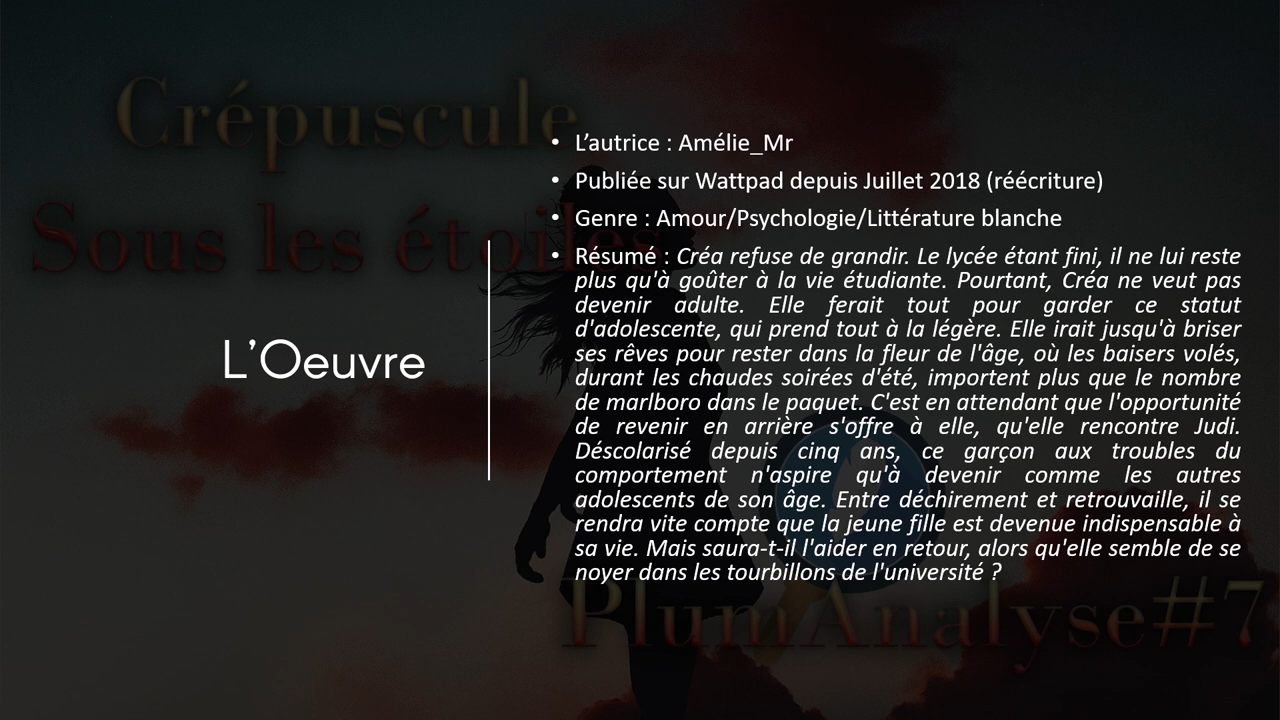 Crépuscule
Sous les étoiles
L'Oeuvre
• L'autrice : Amélie_Mr
• Publiée sur Wattpad depuis Juillet 2018 (réécriture)
• Genre : Amour/Psychologie/Littérature blanche
• Résumé : Créa refuse de grandir. Le lycée étant fini, il ne lui reste
plus qu'à goûter à la vie étudiante. Pourtant, Créa ne veut pas
devenir adulte. Elle ferait tout pour garder ce statut
d'adolescente, qui prend tout à la légère. Elle irait jusqu'à briser
ses rêves pour rester dans la fleur de l'âge, où les baisers volés,
durant les chaudes soirées d'été, importent plus que le nombre
de marlboro dans le paquet. C'est en attendant que l'opportunité
de revenir en arrière s'offre à elle, qu'elle rencontre Judi.
Déscolarisé depuis cinq ans, ce garçon aux troubles du
comportement n'aspire qu'à devenir comme les autres
adolescents de son âge. Entre déchirement et retrouvaille, il se
rendra vite compte que la jeune fille est devenue indispensable à
sa vie. Mais saura-t-il l'aider en retour, alors qu'elle semble de se
noyer dans les tourbillons de l'université ?
PlumAnalyse#7